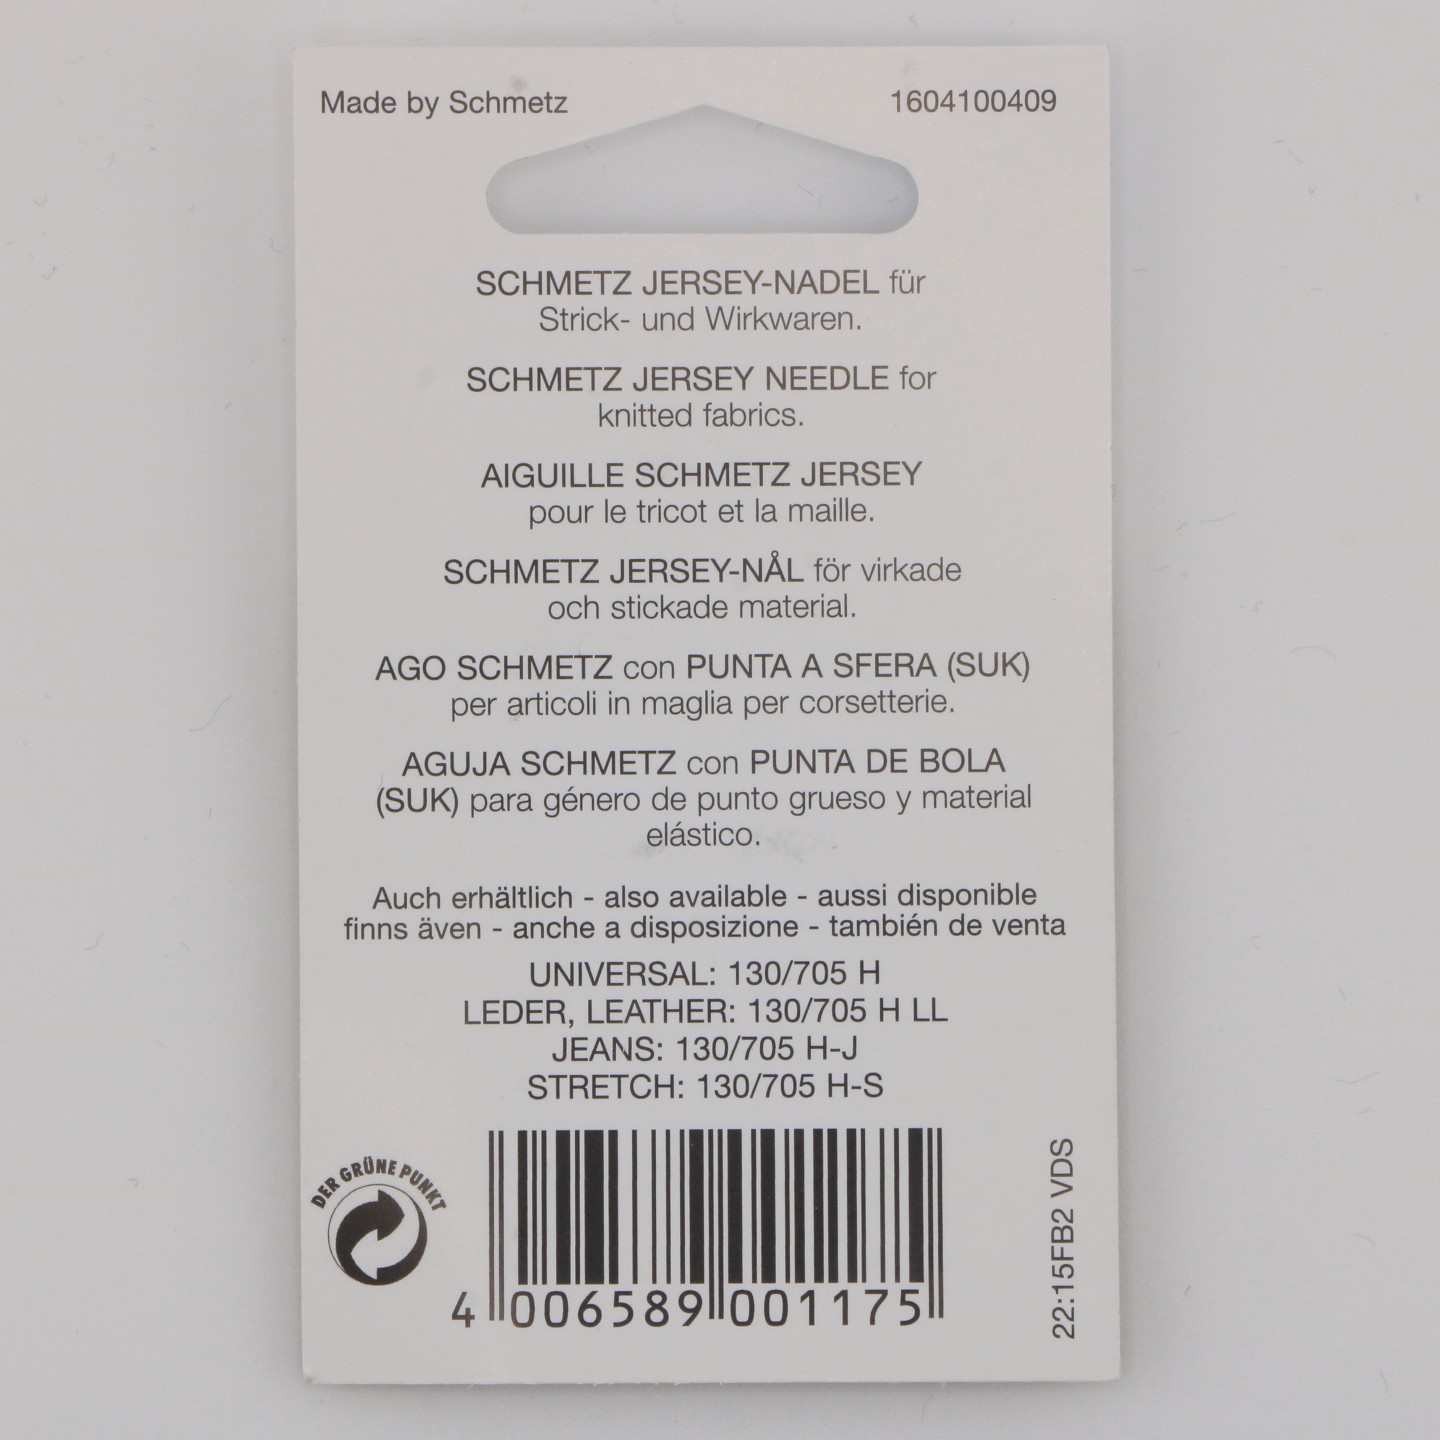 Made by Schmetz
1604100409
SCHMETZ JERSEY-NADEL für
Strick- und Wirkwaren.
SCHMETZ JERSEY NEEDLE for
knitted fabrics.
AIGUILLE SCHMETZ JERSEY
pour le tricot et la maille.
SCHMETZ JERSEY-NÅL för virkade
och stickade material.
AGO SCHMETZ con PUNTA A SFERA (SUK)
per articoli in maglia per corsetterie.
AGUJA SCHMETZ con PUNTA DE BOLA
(SUK) para género de punto grueso y material
elástico.
Auch erhältlich - also available - aussi disponible
finns även - anche a disposizione - también de venta
UNIVERSAL: 130/705 H
LEDER, LEATHER: 130/705 H LL
JEANS: 130/705 H-J
STRETCH: 130/705 H-S
DER GRÜNE PUNKT
4 006589 001175
22:15FB2 VDS